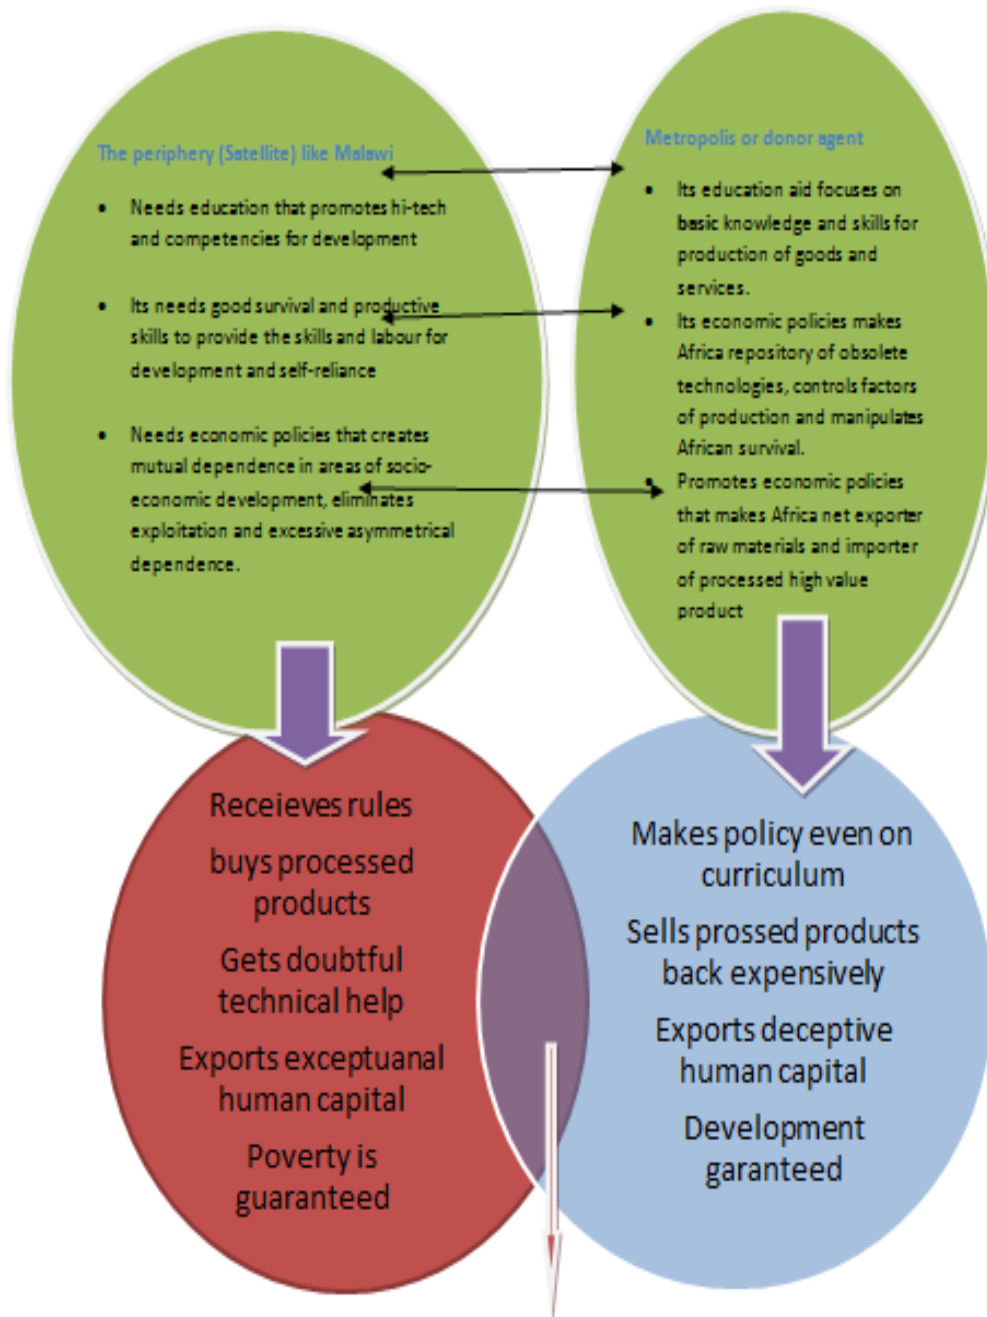 The periphery (Satellite) like Malawi
• Needs education that promotes hi-tech
and competencies for development
• Its needs good survival and productive
skills to provide the skills and labour for
development and self-reliance
• Needs economic policies that creates
mutual dependence in areas of socio-
economic development, eliminates
exploitation and excessive asymmetrical
dependence.
Metropolis or donor agent
• Its education aid focuses on
basic knowledge and skills for
production of goods and
services.
• Its economic policies makes
Africa repository of obsolete
technologies, controls factors
of production and manipulates
African survival.
• Promotes economic policies
that makes Africa net exporter
of raw materials and importer
of processed high value
product
Receieves rules
buys processed
products
Gets doubtful
technical help
Exports exceptuanal
human capital
Poverty is
guaranteed
Makes policy even on
curriculum
Sells prossed products
back expensively
Exports deceptive
human capital
Development
garanteed